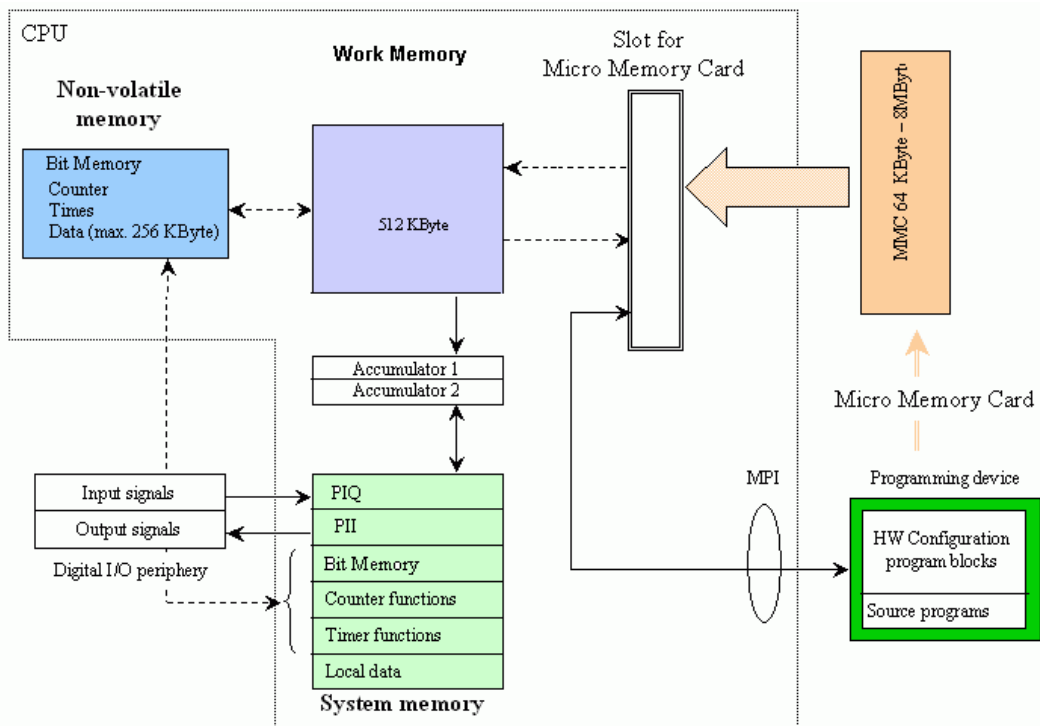 CPU
Work Memory
Slot for
Micro Memory Card
Non-volatile
memory
Bit Memory
Counter
Times
Data (max. 256 KByte)
512 KByte
MMC 64 KByte – 8MByte
Accumulator 1
Accumulator 2
Micro Memory Card
Input signals
Output signals
Digital I/O periphery
PIQ
PII
Bit Memory
Counter functions
Timer functions
Local data
System memory
MPI
Programming device
HW Configuration
program blocks
Source programs